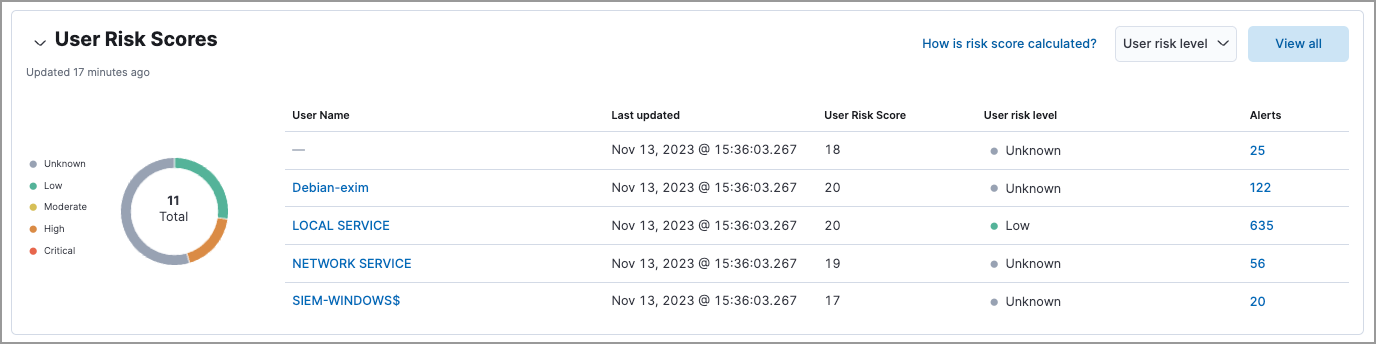 User Risk Scores
How is risk score calculated? User risk level View all
Updated 17 minutes ago
Unknown
Low
Moderate
High
Critical
11
Total
User Name Last updated User Risk Score User risk level Alerts
— Nov 13, 2023 @ 15:36:03.267 18 Unknown 25
Debian-exim Nov 13, 2023 @ 15:36:03.267 20 Unknown 122
LOCAL SERVICE Nov 13, 2023 @ 15:36:03.267 20 Low 635
NETWORK SERVICE Nov 13, 2023 @ 15:36:03.267 19 Unknown 56
SIEM-WINDOWS$ Nov 13, 2023 @ 15:36:03.267 17 Unknown 20